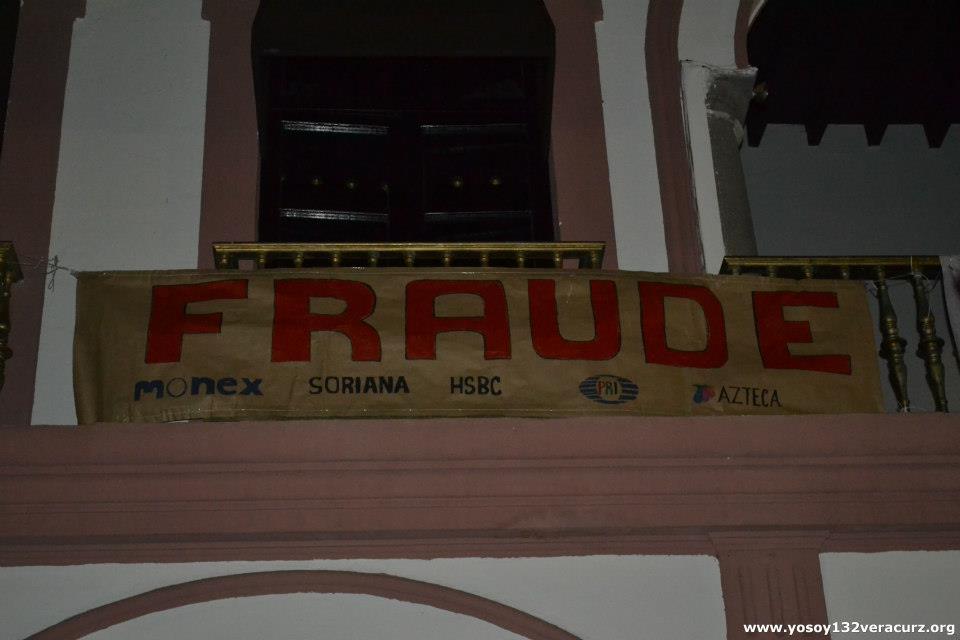 FRAUDE
monex SORIANA HSBC PRI AZTECA
www.yosoy132veracurz.org